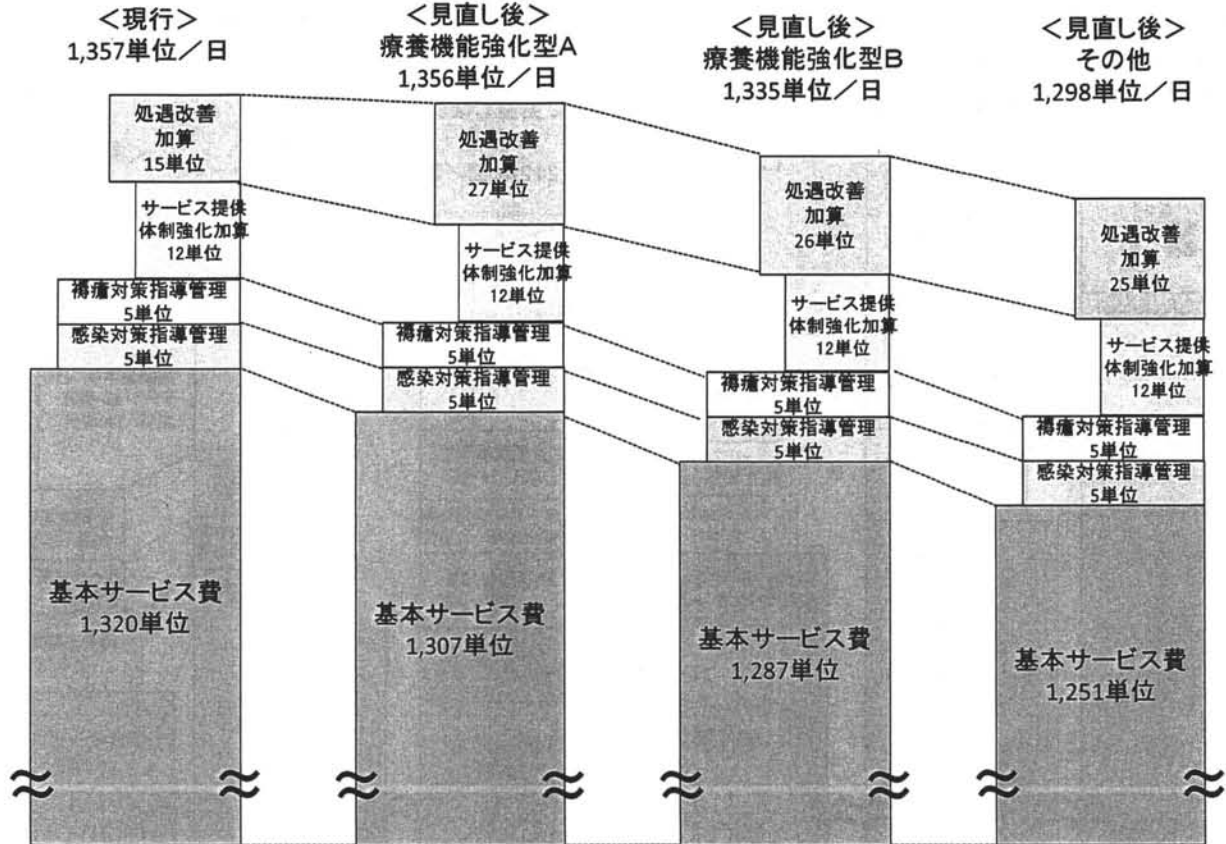 <現行>
1,357単位／日
処遇改善
加算
15単位
サービス提供
体制強化加算
12単位
褥瘡対策指導管理
5単位
感染対策指導管理
5単位
基本サービス費
1,320単位
<見直し後>
療養機能強化型A
1,356単位／日
処遇改善
加算
27単位
サービス提供
体制強化加算
12単位
褥瘡対策指導管理
5単位
感染対策指導管理
5単位
基本サービス費
1,307単位
<見直し後>
療養機能強化型B
1,335単位／日
処遇改善
加算
26単位
サービス提供
体制強化加算
12単位
褥瘡対策指導管理
5単位
感染対策指導管理
5単位
基本サービス費
1,287単位
<見直し後>
その他
1,298単位／日
処遇改善
加算
25単位
サービス提供
体制強化加算
12単位
褥瘡対策指導管理
5単位
感染対策指導管理
5単位
基本サービス費
1,251単位